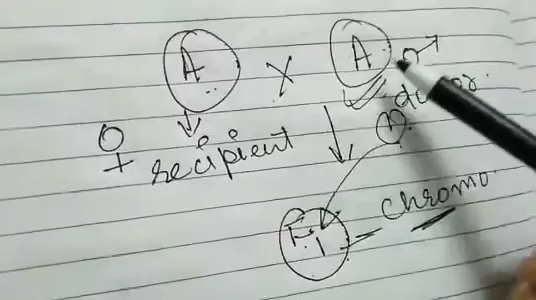 A × A ♂
♀ recipient donor
F1 - chromo.